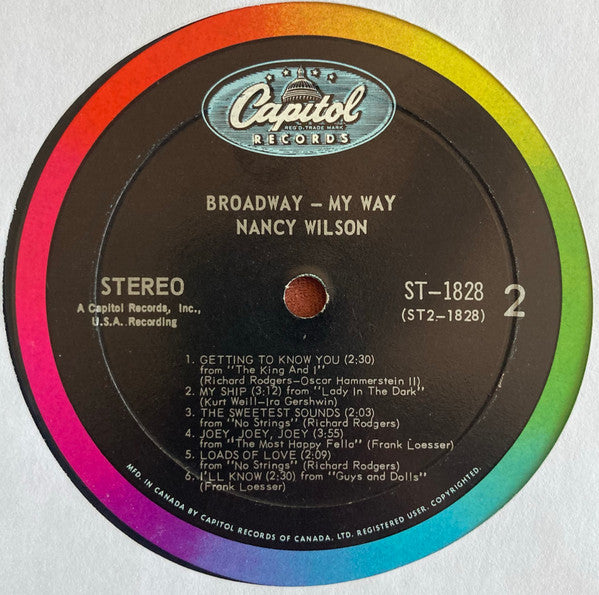 Capitol
REG'D. TRADE MARK
RECORDS
BROADWAY – MY WAY
NANCY WILSON
STEREO
A Capitol Records, Inc.,
U.S.A. Recording
ST-1828
(ST2-1828)
2
1. GETTING TO KNOW YOU (2:30)
from "The King And I"
(Richard Rodgers-Oscar Hammerstein II)
2. MY SHIP (3:12) from "Lady In The Dark"
(Kurt Weill-Ira Gershwin)
3. THE SWEETEST SOUNDS (2:03)
from "No Strings" (Richard Rodgers)
4. JOEY, JOEY, JOEY (3:55)
from "The Most Happy Fella" (Frank Loesser)
5. LOADS OF LOVE (2:09)
from "No Strings" (Richard Rodgers)
6. I'LL KNOW (2:30) from "Guys and Dolls"
(Frank Loesser)
MFD. IN CANADA BY CAPITOL RECORDS OF CANADA, LTD. REGISTERED USER. COPYRIGHTED.